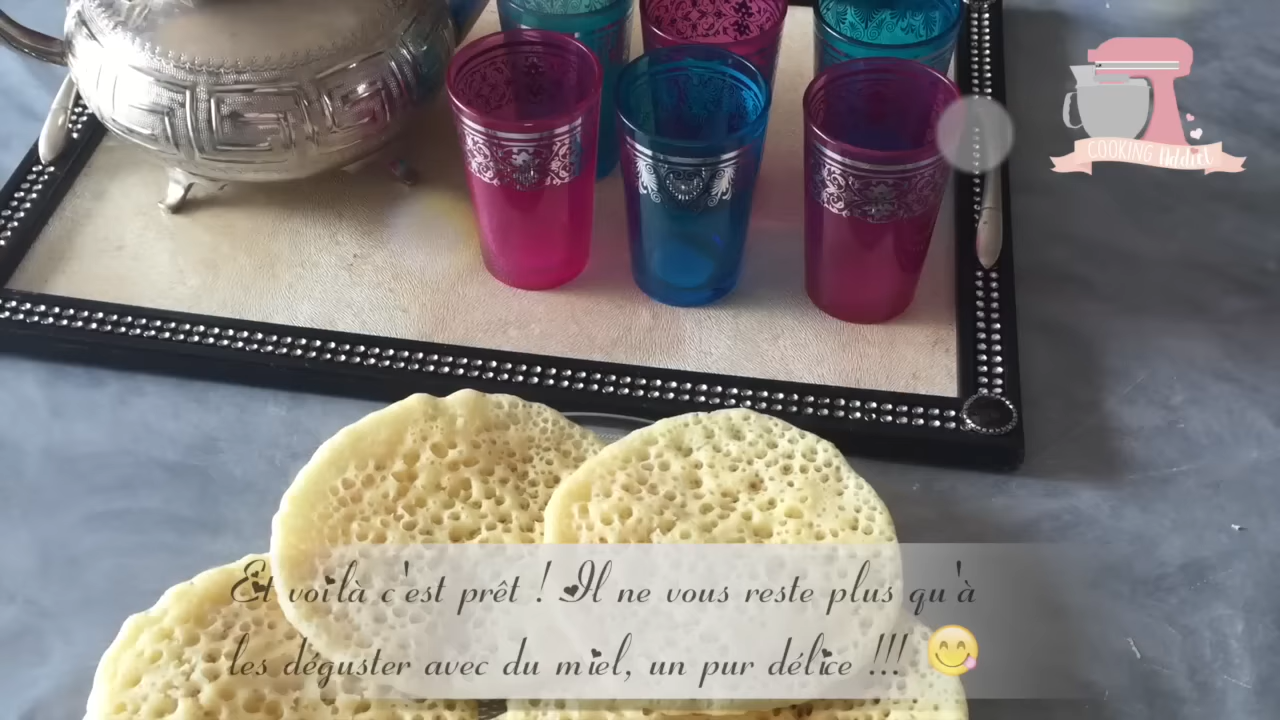 COOKING Addict
Et voilà c'est prêt ! Il ne vous reste plus qu'à
les déguster avec du miel, un pur délice !!! 😋